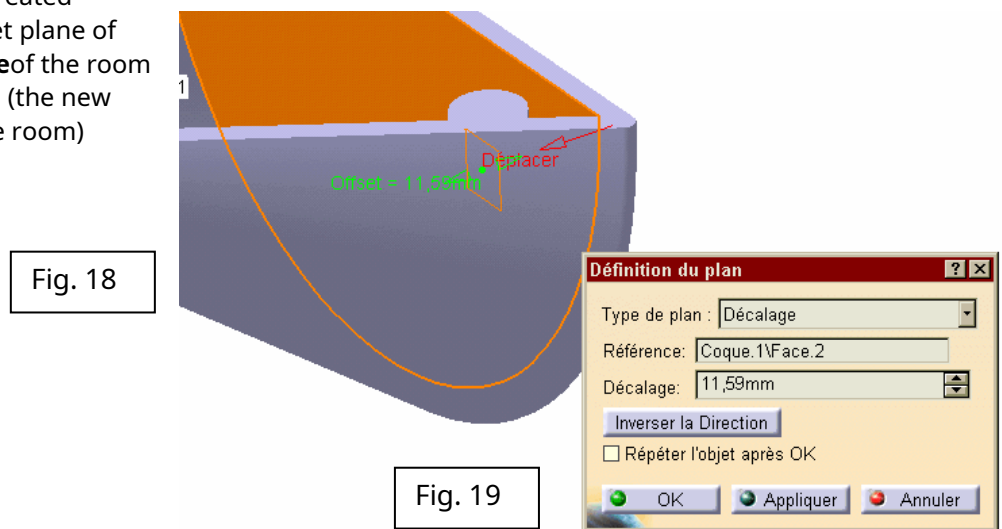 et plane of
eof the room
(the new
e room)
1
Déplacer
Offset = 11,59mm
Fig. 18
Définition du plan
Type de plan : Décalage
Référence: Coque.1\Face.2
Décalage: 11,59mm
Inverser la Direction
Répéter l'objet après OK
OK Appliquer Annuler
Fig. 19